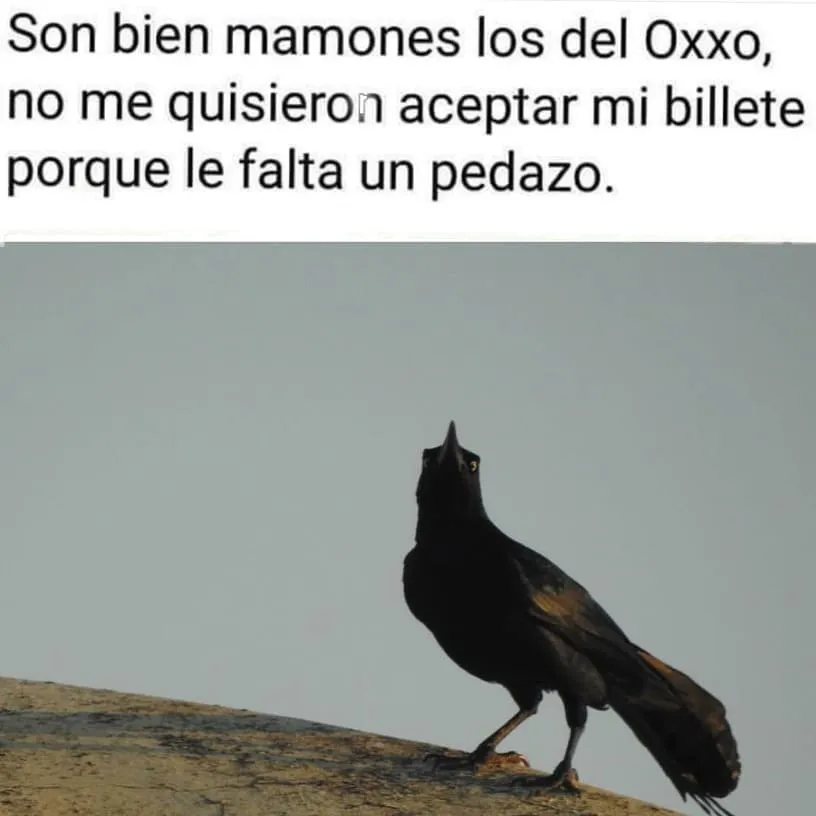 Son bien mamones los del Oxxo,
no me quisieron aceptar mi billete
porque le falta un pedazo.